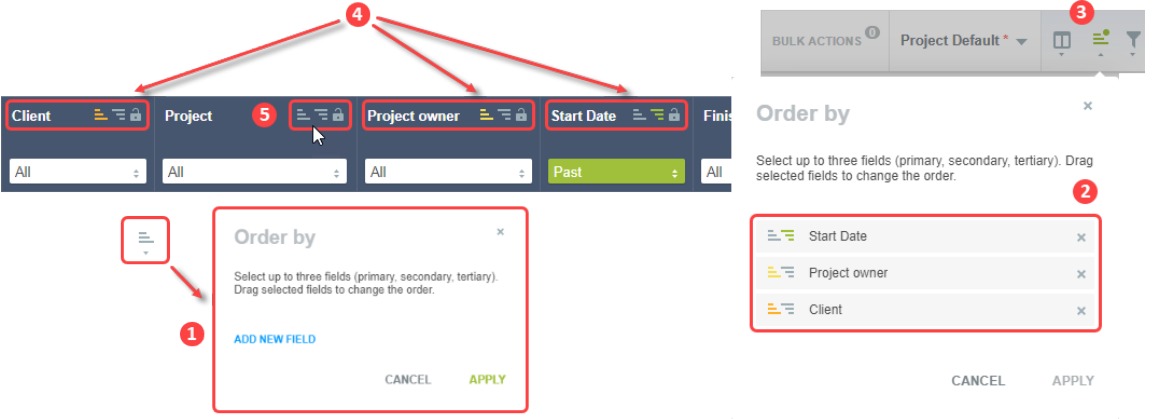 4
3
BULK ACTIONS 0 Project Default *
Client Project 5 Project owner Start Date Finis
All All All Past All
Order by ×
Select up to three fields (primary, secondary, tertiary). Drag
selected fields to change the order.
2
Start Date ×
Project owner ×
Client ×
CANCEL APPLY
Order by ×
Select up to three fields (primary, secondary, tertiary).
Drag selected fields to change the order.
1
ADD NEW FIELD
CANCEL APPLY